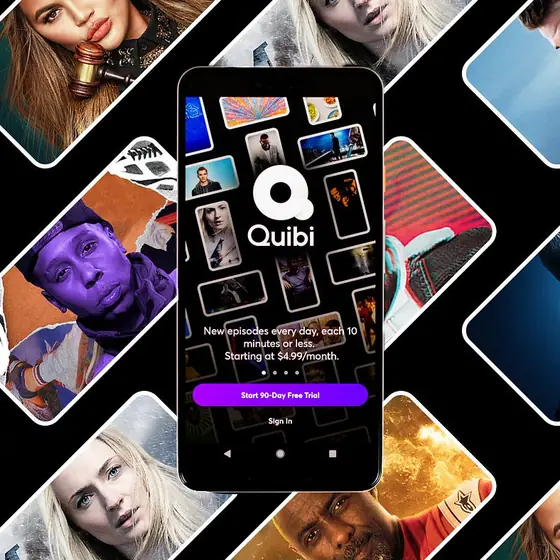 Quibi
New episodes every day, each 10
minutes or less.
Starting at $4.99/month.
Start 90-Day Free Trial
Sign In